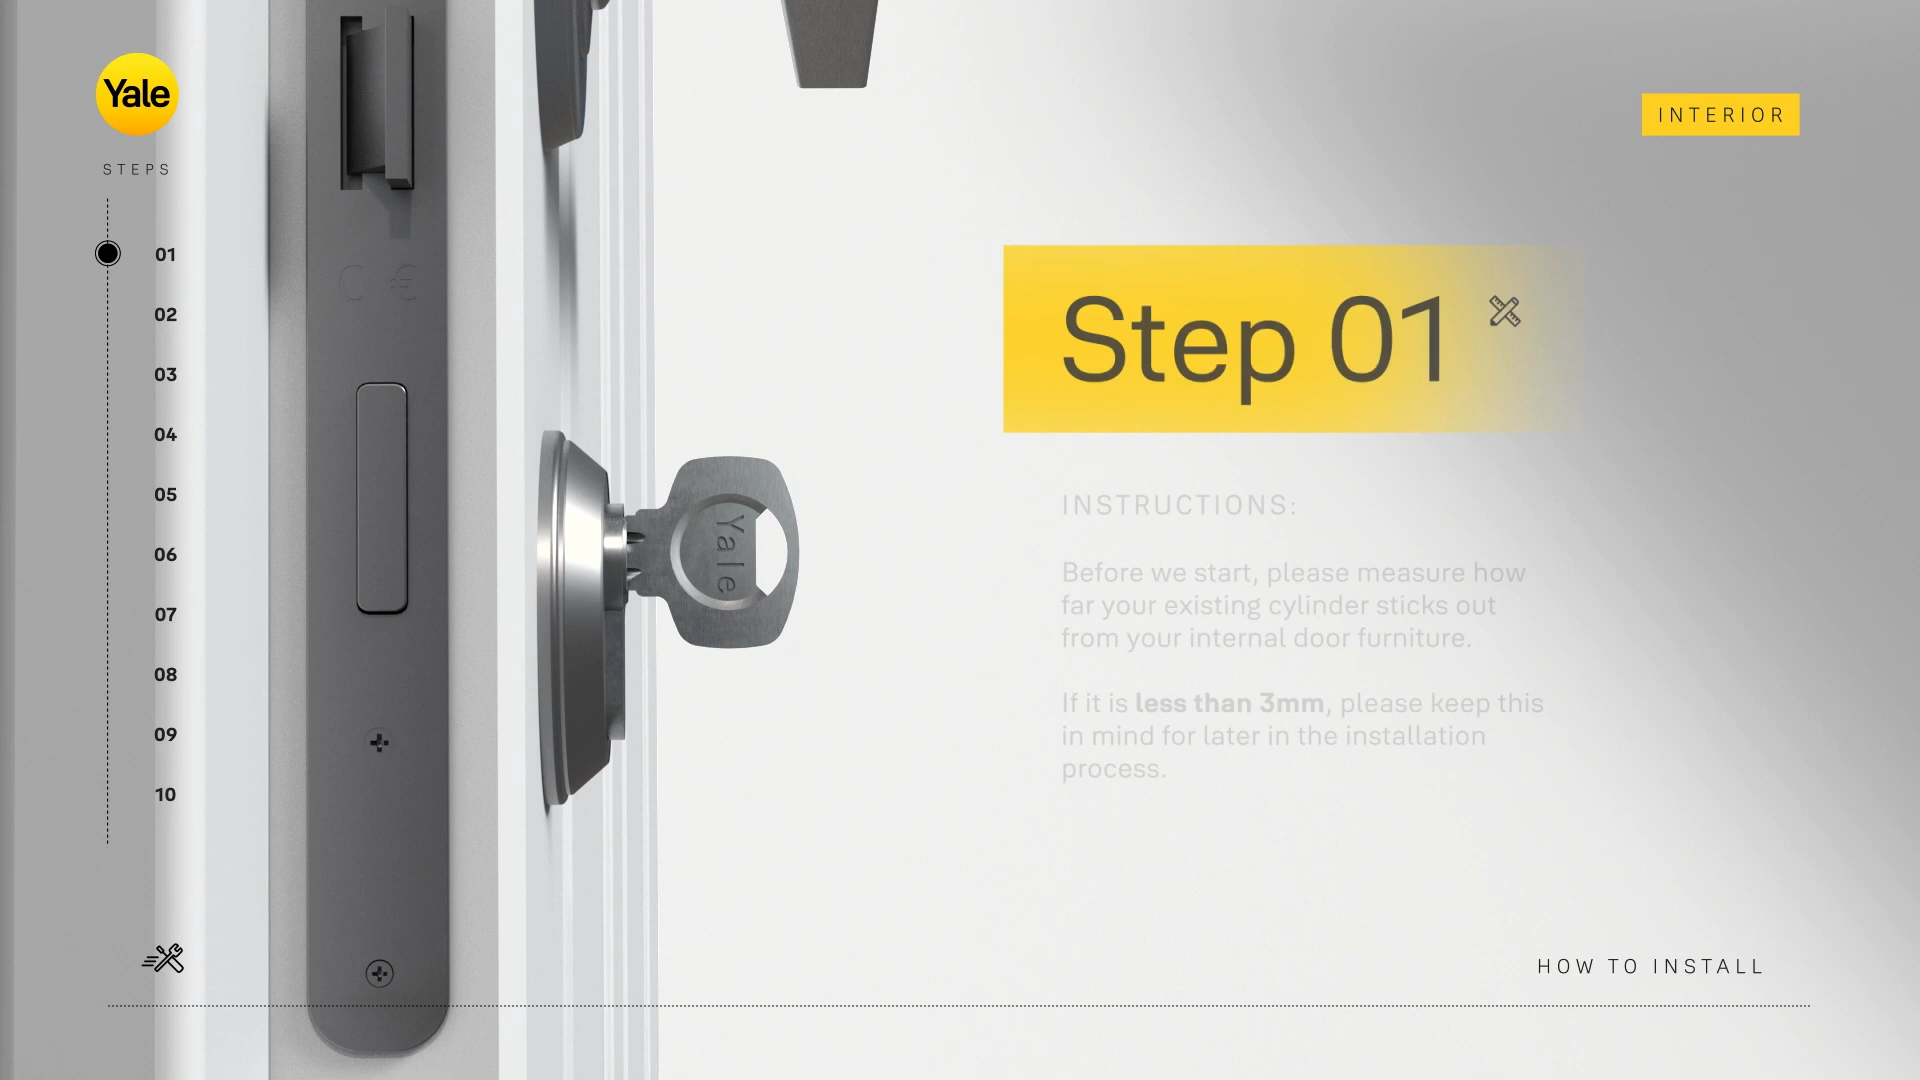 Yale
STEPS
01
02
03
04
05
06
07
08
09
10
INTERIOR
Step 01
INSTRUCTIONS:
Before we start, please measure how
far your existing cylinder sticks out
from your internal door furniture.
If it is less than 3mm, please keep this
in mind for later in the installation
process.
Yale
HOW TO INSTALL